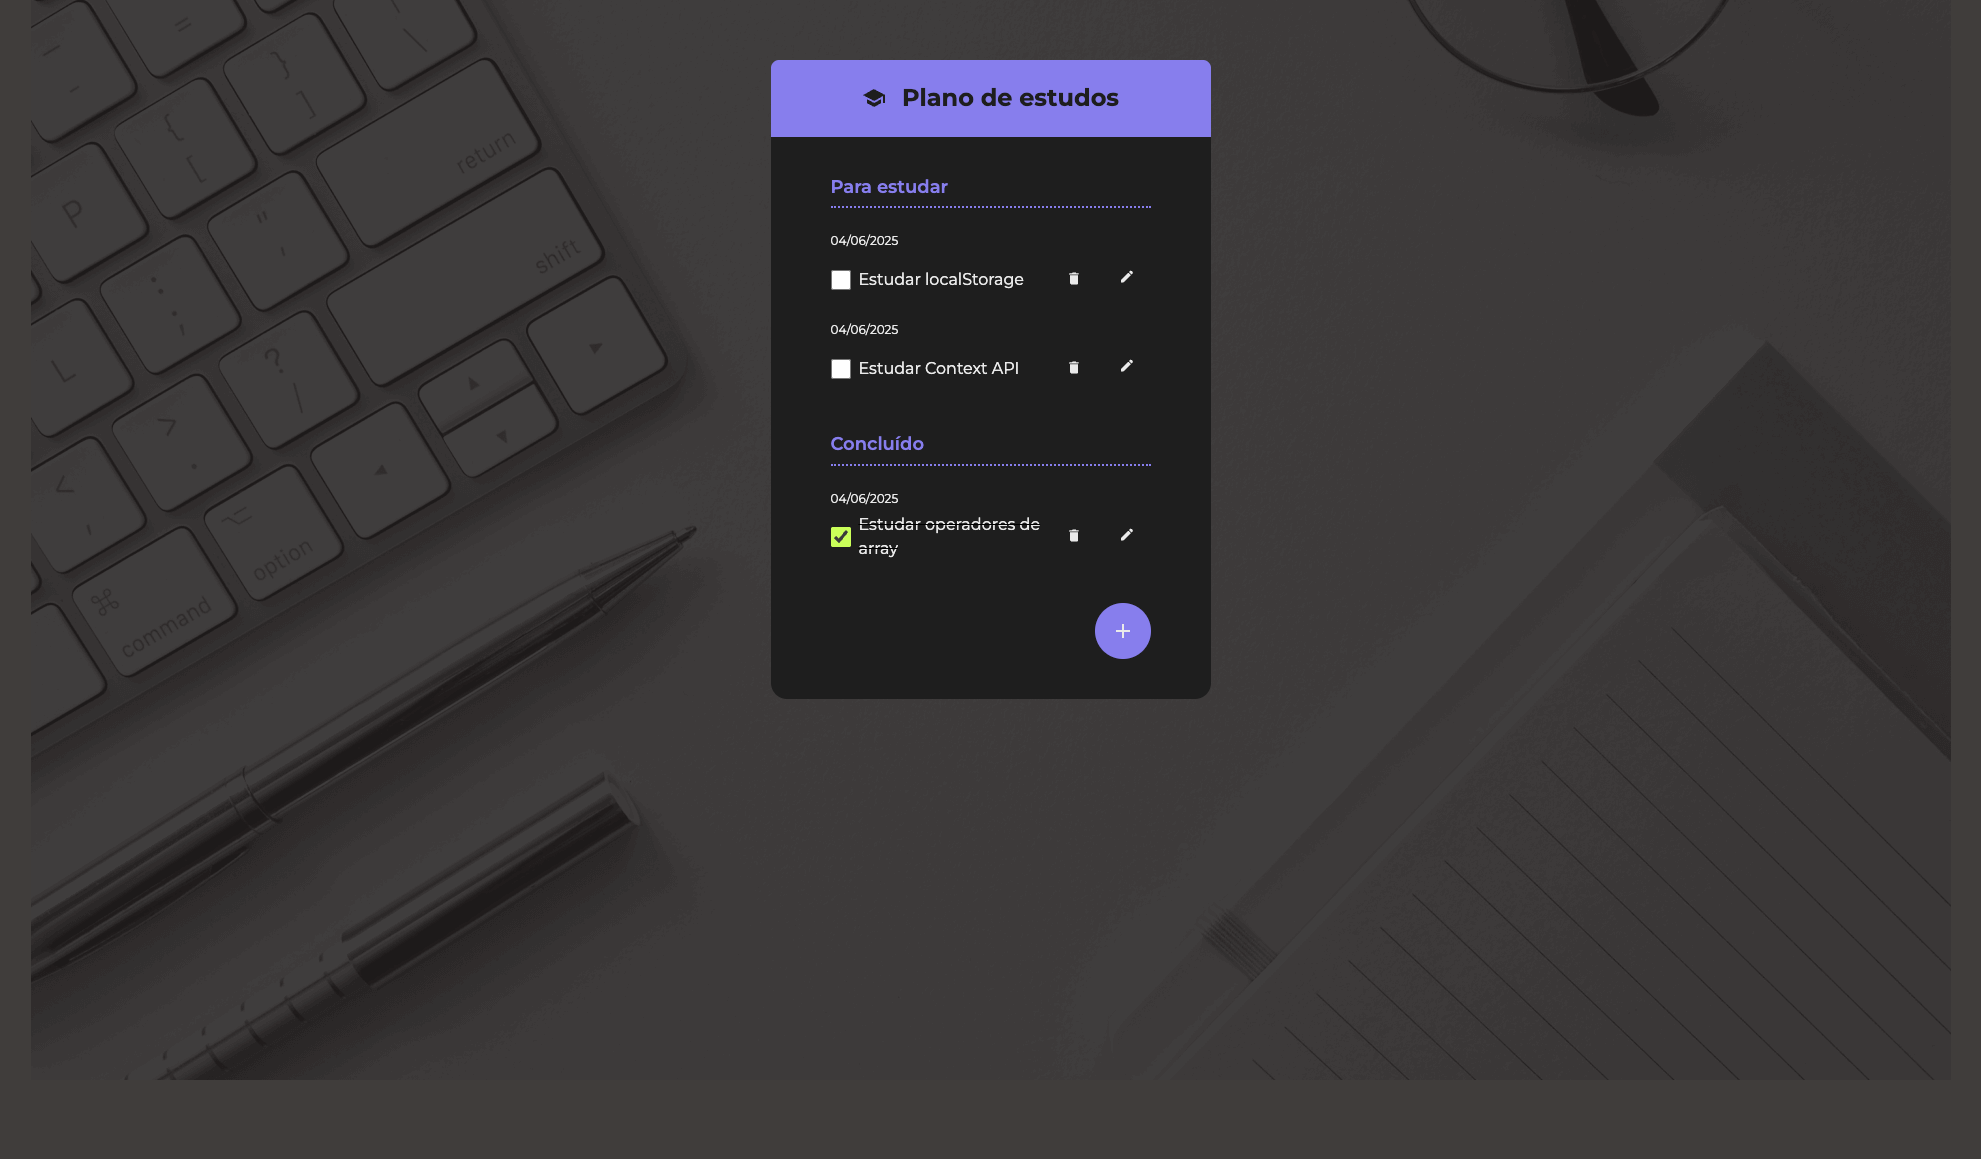 Plano de estudos
Para estudar
04/06/2025
Estudar localStorage
04/06/2025
Estudar Context API
Concluído
04/06/2025
Estudar operadores de
array
=
-
-
\
}
]
{
[
return
P
"
'
shift
:
;
L
?
/
>
.
<
,
option
command